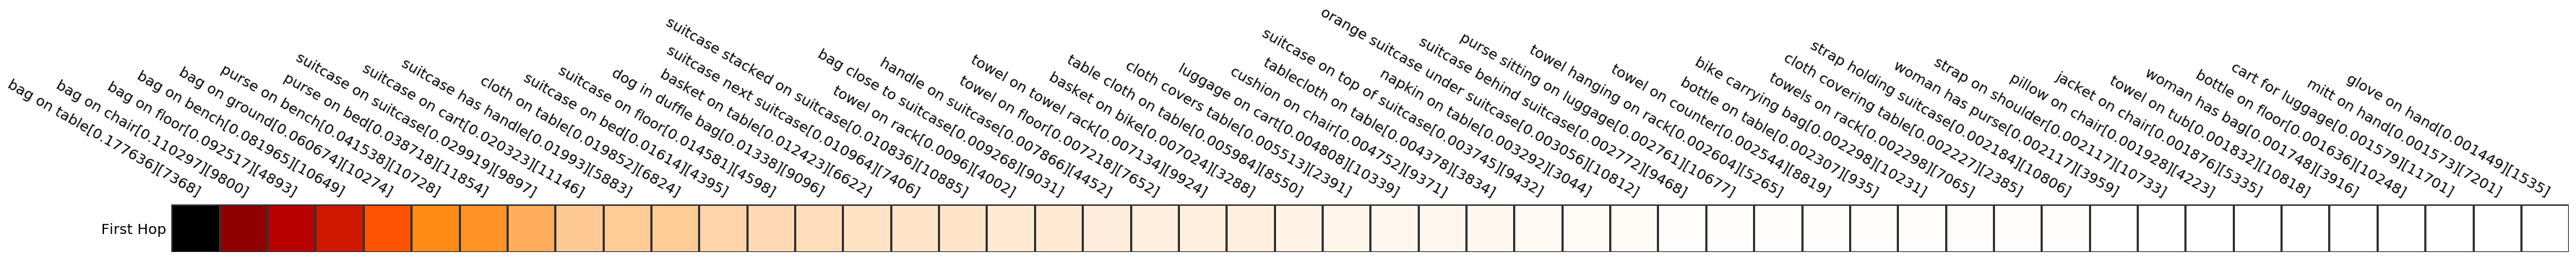 bag on table[0.177636][7368]
bag on chair[0.110297][9800]
bag on floor[0.092517][4893]
bag on bench[0.081965][10649]
bag on ground[0.060674][10274]
purse on bench[0.041538][10728]
purse on bed[0.038718][11854]
suitcase on suitcase[0.029919][9897]
suitcase on cart[0.020323][11146]
suitcase has handle[0.01993][5883]
cloth on table[0.019852][6824]
suitcase on bed[0.01614][4395]
suitcase on floor[0.014581][4598]
dog in duffle bag[0.01338][9096]
basket on table[0.012423][6622]
suitcase next suitcase[0.010964][7406]
suitcase stacked on suitcase[0.010836][10885]
towel on rack[0.0096][4002]
bag close to suitcase[0.009268][9031]
handle on suitcase[0.007866][4452]
towel on floor[0.007218][7652]
towel on towel rack[0.007134][9924]
basket on bike[0.007024][3288]
table cloth on table[0.005984][8550]
cloth covers table[0.005513][2391]
luggage on cart[0.004808][10339]
cushion on chair[0.004752][9371]
tablecloth on table[0.004378][3834]
suitcase on top of suitcase[0.003745][9432]
napkin on table[0.003292][3044]
orange suitcase under suitcase[0.003056][10812]
suitcase behind suitcase[0.002772][9468]
purse sitting on luggage[0.002761][10677]
towel hanging on rack[0.002604][5265]
towel on counter[0.002544][8819]
bottle on table[0.002307][935]
bike carrying bag[0.002298][10231]
towels on rack[0.002298][7065]
cloth covering table[0.002227][2385]
strap holding suitcase[0.002184][10806]
woman has purse[0.002117][3959]
strap on shoulder[0.002117][10733]
pillow on chair[0.001928][4223]
jacket on chair[0.001876][5335]
towel on tub[0.001832][10818]
woman has bag[0.001748][3916]
bottle on floor[0.001636][10248]
cart for luggage[0.001579][11701]
mitt on hand[0.001573][7201]
glove on hand[0.001449][1535]
First Hop